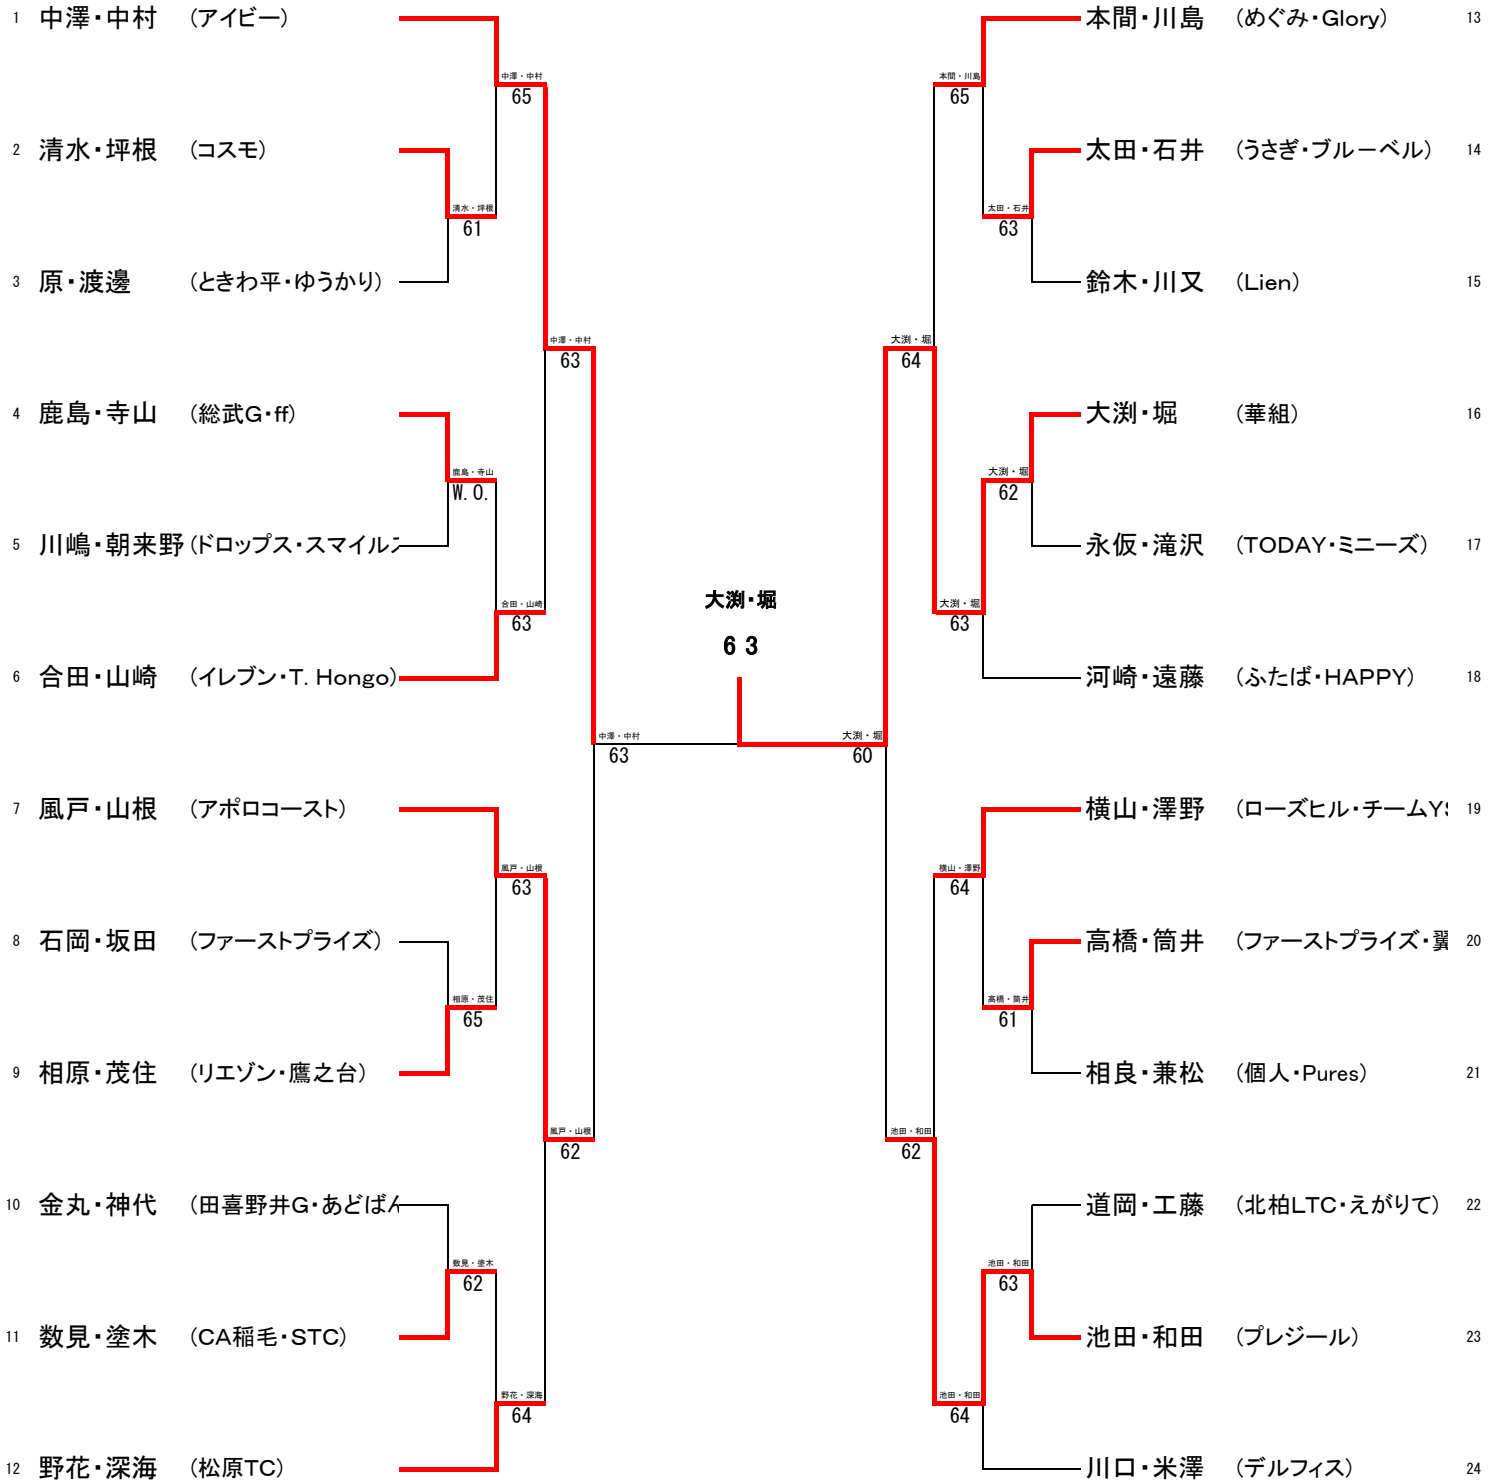 1 中澤・中村 (アイビー)
中澤・中村
65
2 清水・坪根 (コスモ)
清水・坪根
61
3 原・渡邊 (ときわ平・ゆうかり)
中澤・中村
63
4 鹿島・寺山 (総武G・ff)
鹿島・寺山
W.O.
5 川嶋・朝来野 (ドロップス・スマイルズ
合田・山崎
63
6 合田・山崎 (イレブン・T. Hongo)
中澤・中村
63
7 風戸・山根 (アポロコースト)
風戸・山根
63
8 石岡・坂田 (ファーストプライズ)
相原・茂住
65
9 相原・茂住 (リエゾン・鷹之台)
風戸・山根
62
10 金丸・神代 (田喜野井G・あどばん
数見・塗木
62
11 数見・塗木 (CA稲毛・STC)
野花・深海
64
12 野花・深海 (松原TC)
大渕・堀
6 3
本間・川島 (めぐみ・Glory) 13
本間・川島
65
太田・石井 (うさぎ・ブルーベル) 14
太田・石井
63
鈴木・川又 (Lien) 15
大渕・堀
64
大渕・堀 (華組) 16
大渕・堀
62
永仮・滝沢 (TODAY・ミニーズ) 17
大渕・堀
63
河崎・遠藤 (ふたば・HAPPY) 18
大渕・堀
60
横山・澤野 (ローズヒル・チームYS 19
横山・澤野
64
高橋・筒井 (ファーストプライズ・翼 20
高橋・筒井
61
相良・兼松 (個人・Pures) 21
池田・和田
62
道岡・工藤 (北柏LTC・えがりて) 22
池田・和田
63
池田・和田 (プレジール) 23
池田・和田
64
川口・米澤 (デルフィス) 24